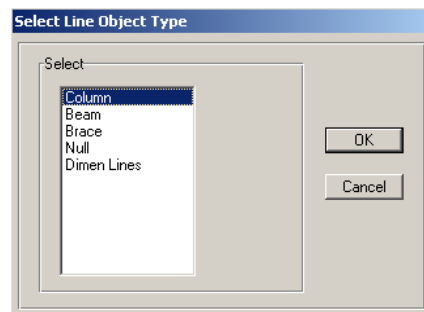 Select Line Object Type
Select
Column
Beam
Brace
Null
Dimen Lines
OK
Cancel